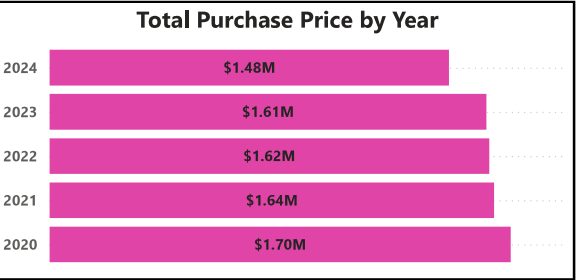 Total Purchase Price by Year
2024 $1.48M
2023 $1.61M
2022 $1.62M
2021 $1.64M
2020 $1.70M